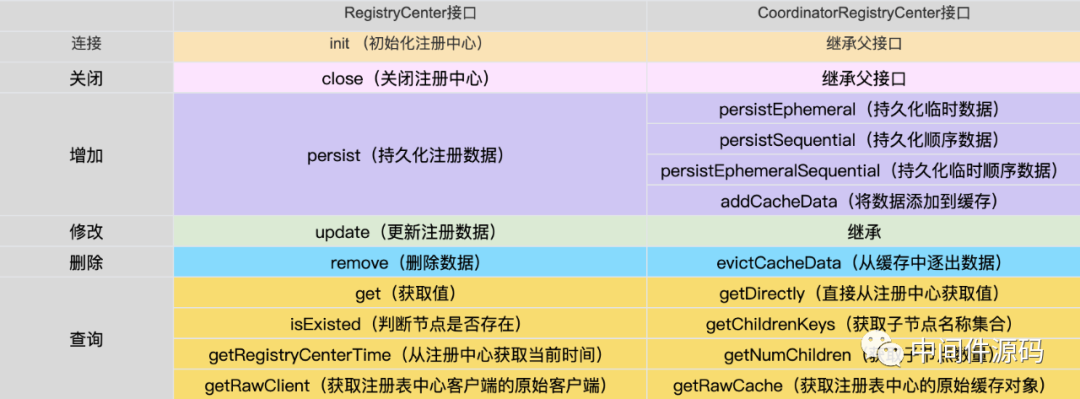 RegistryCenter接口 CoordinatorRegistryCenter接口
连接 init （初始化注册中心） 继承父接口
关闭 close（关闭注册中心） 继承父接口
增加 persist（持久化注册数据） persistEphemeral（持久化临时数据）
persistSequential（持久化顺序数据）
persistEphemeralSequential（持久化临时顺序数据）
addCacheData（将数据添加到缓存）
修改 update（更新注册数据） 继承
删除 remove（删除数据） evictCacheData（从缓存中逐出数据）
查询 get（获取值） getDirectly（直接从注册中心获取值）
isExisted（判断节点是否存在） getChildrenKeys（获取子节点名称集合）
getRegistryCenterTime（从注册中心获取当前时间） getNumChildren（获取子节点数量）
getRawClient（获取注册表中心客户端的原始客户端） getRawCache（获取注册表中心的原始缓存对象）
中间件源码